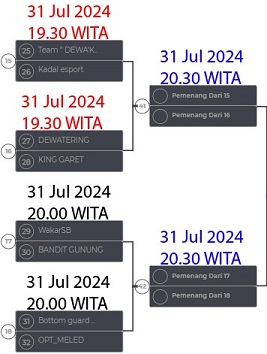 31 Jul 2024
19.30 WITA
15
25 Team " DEWA'K..
26 Kadal esport
31 Jul 2024
19.30 WITA
16
27 DEWATERING
28 KING GARET
31 Jul 2024
20.00 WITA
17
29 WakarSB
30 BANDIT GUNUNG
31 Jul 2024
20.00 WITA
18
31 Bottom guard ..
32 OPT_MELED
31 Jul 2024
20.30 WITA
41
Pemenang Dari 15
Pemenang Dari 16
31 Jul 2024
20.30 WITA
42
Pemenang Dari 17
Pemenang Dari 18